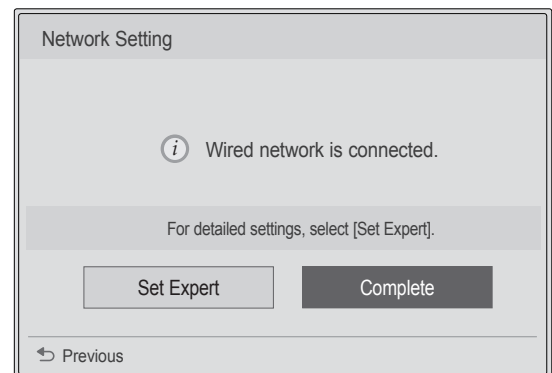 Network Setting
i Wired network is connected.
For detailed settings, select [Set Expert].
Set Expert Complete
Previous